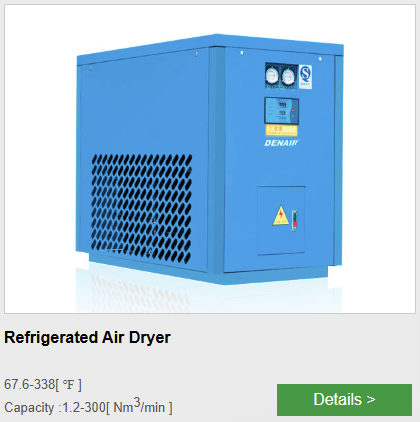 DENAIR
Refrigerated Air Dryer
67.6-338[ ℉ ]
Capacity :1.2-300[ Nm3/min ]
Details >